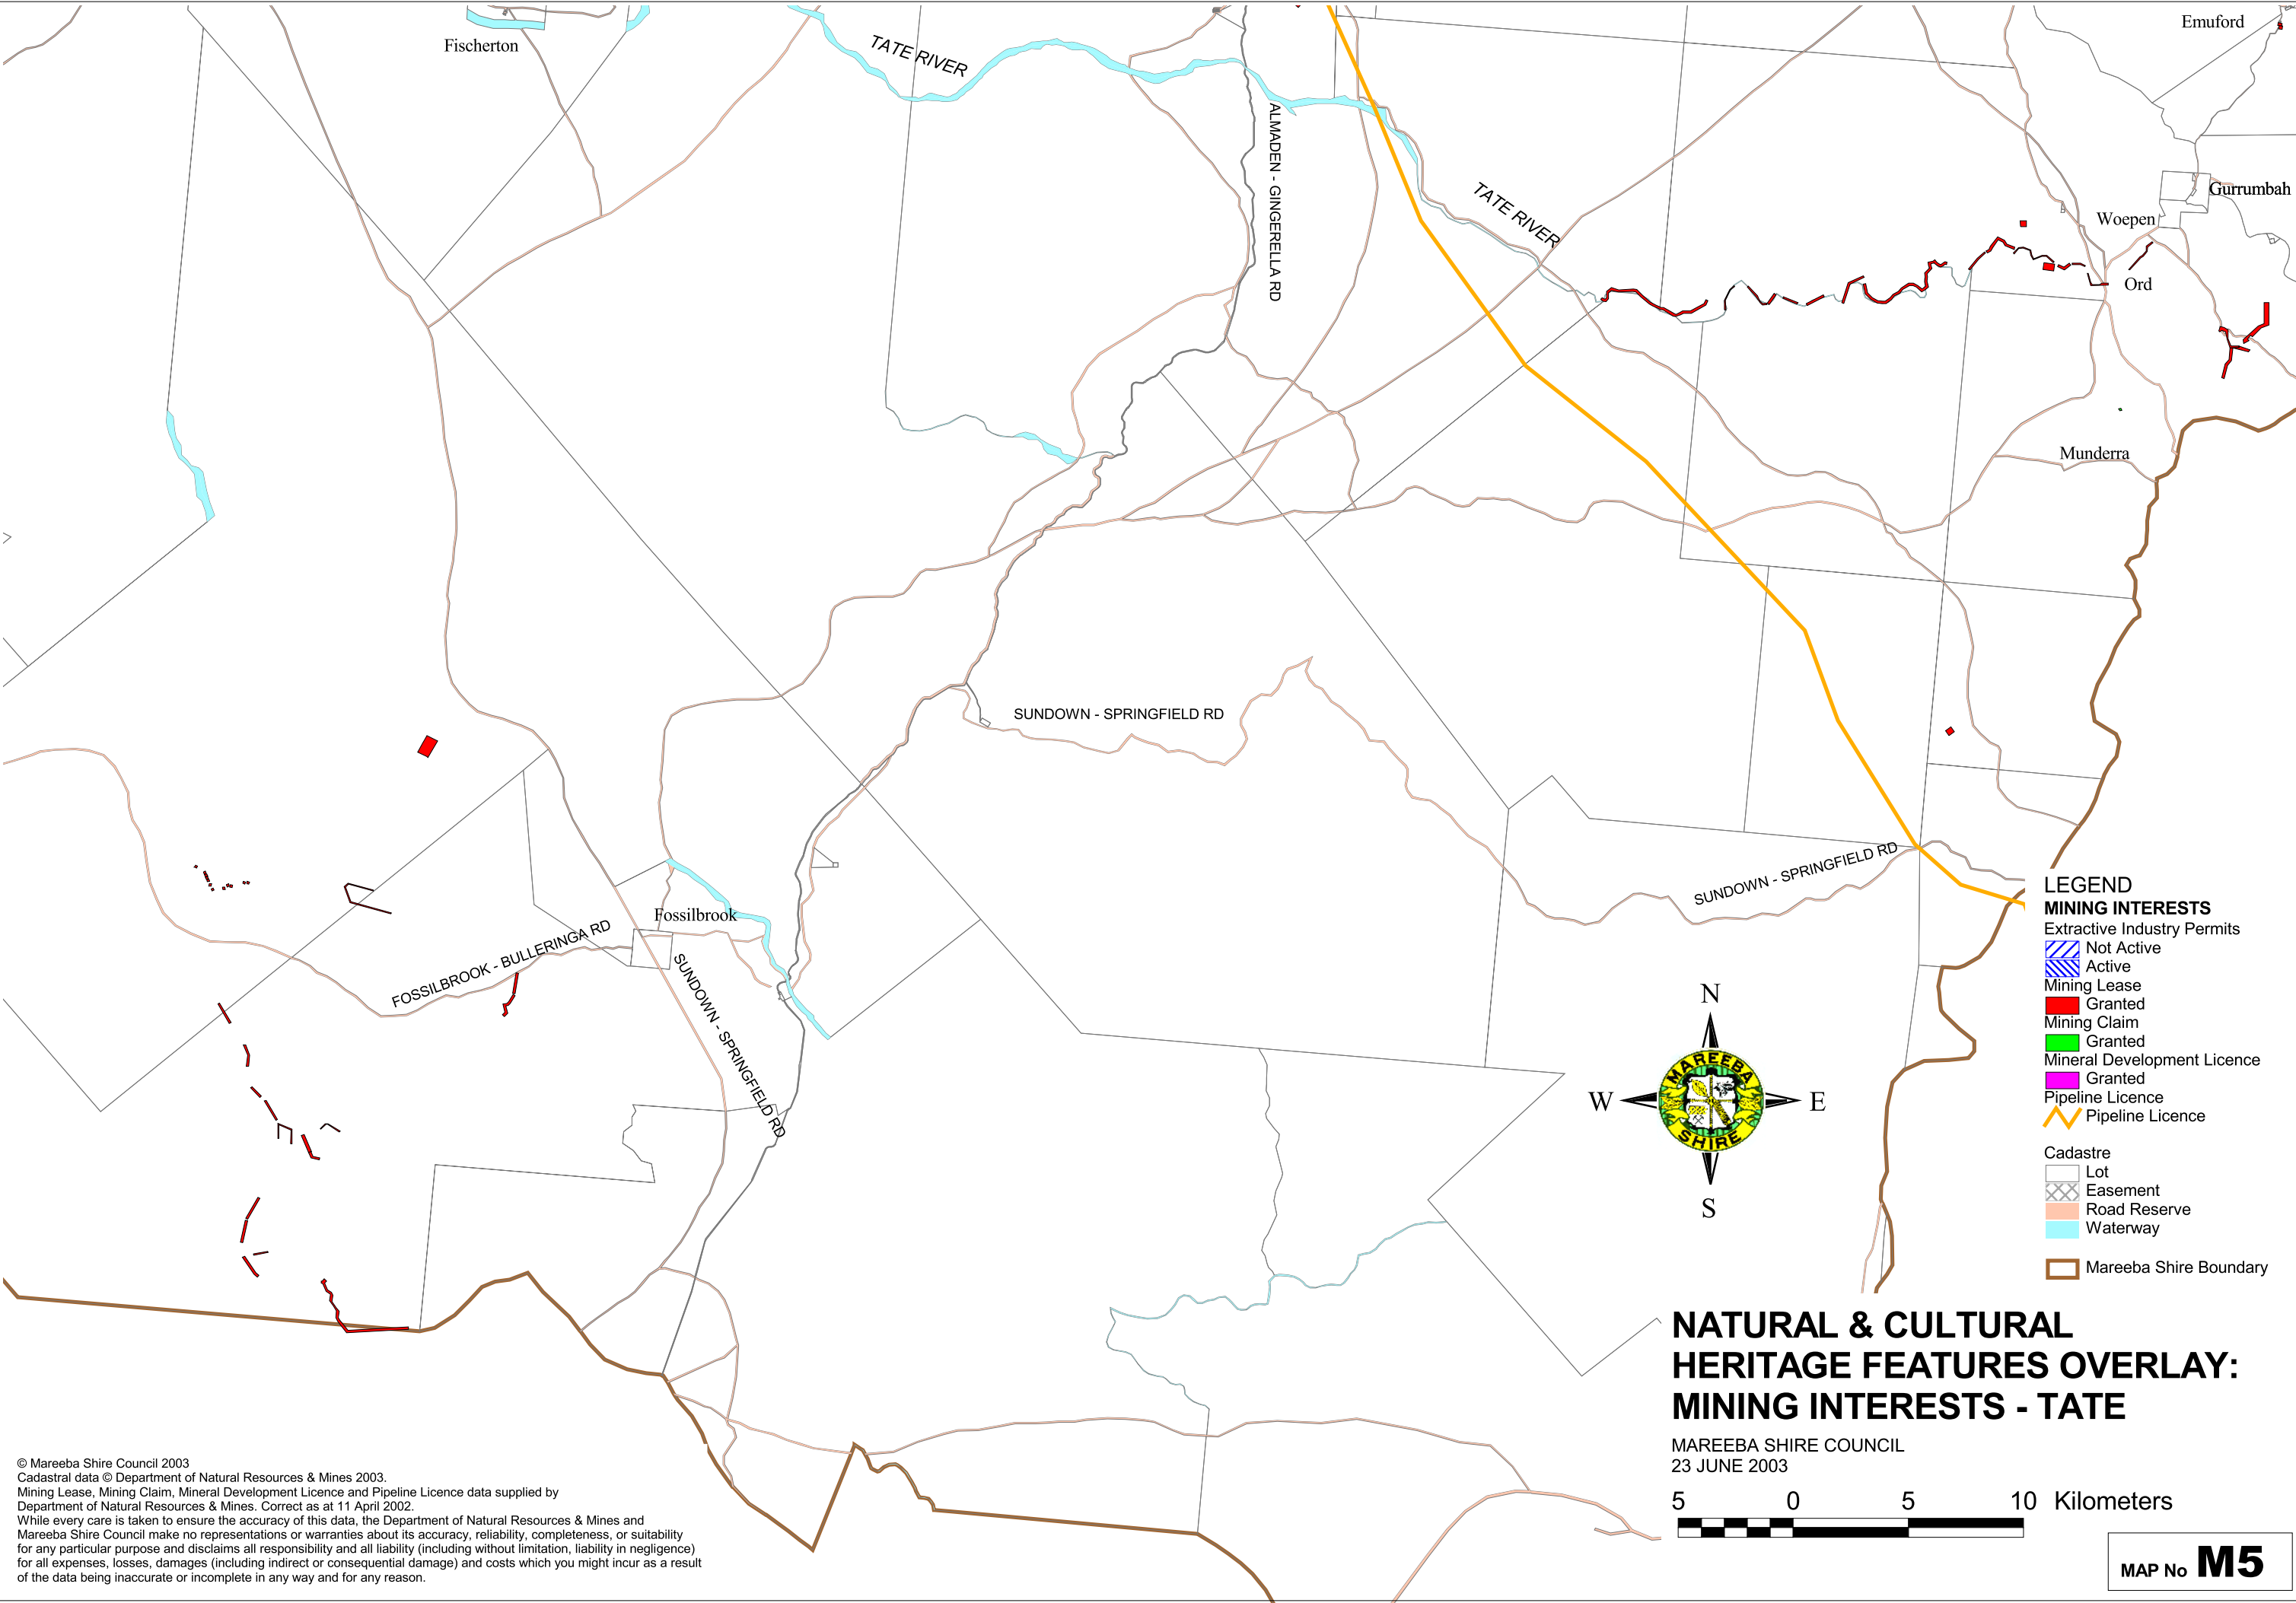 Emuford
Fischerton
TATE RIVER
ALMADEN - GINGERELLA RD
TATE RIVER
Gurrumbah
Woepen
Ord
Munderra
SUNDOWN - SPRINGFIELD RD
SUNDOWN - SPRINGFIELD RD
Fossilbrook
FOSSILBROOK - BULLERINGA RD
SUNDOWN - SPRINGFIELD RD
N
W
E
S
MAREEBA
SHIRE
LEGEND
MINING INTERESTS
Extractive Industry Permits
Not Active
Active
Mining Lease
Granted
Mining Claim
Granted
Mineral Development Licence
Granted
Pipeline Licence
Pipeline Licence
Cadastre
Lot
Easement
Road Reserve
Waterway
Mareeba Shire Boundary
NATURAL & CULTURAL
HERITAGE FEATURES OVERLAY:
MINING INTERESTS - TATE
MAREEBA SHIRE COUNCIL
23 JUNE 2003
5 0 5 10 Kilometers
MAP No M5
© Mareeba Shire Council 2003
Cadastral data © Department of Natural Resources & Mines 2003.
Mining Lease, Mining Claim, Mineral Development Licence and Pipeline Licence data supplied by
Department of Natural Resources & Mines. Correct as at 11 April 2002.
While every care is taken to ensure the accuracy of this data, the Department of Natural Resources & Mines and
Mareeba Shire Council make no representations or warranties about its accuracy, reliability, completeness, or suitability
for any particular purpose and disclaims all responsibility and all liability (including without limitation, liability in negligence)
for all expenses, losses, damages (including indirect or consequential damage) and costs which you might incur as a result
of the data being inaccurate or incomplete in any way and for any reason.